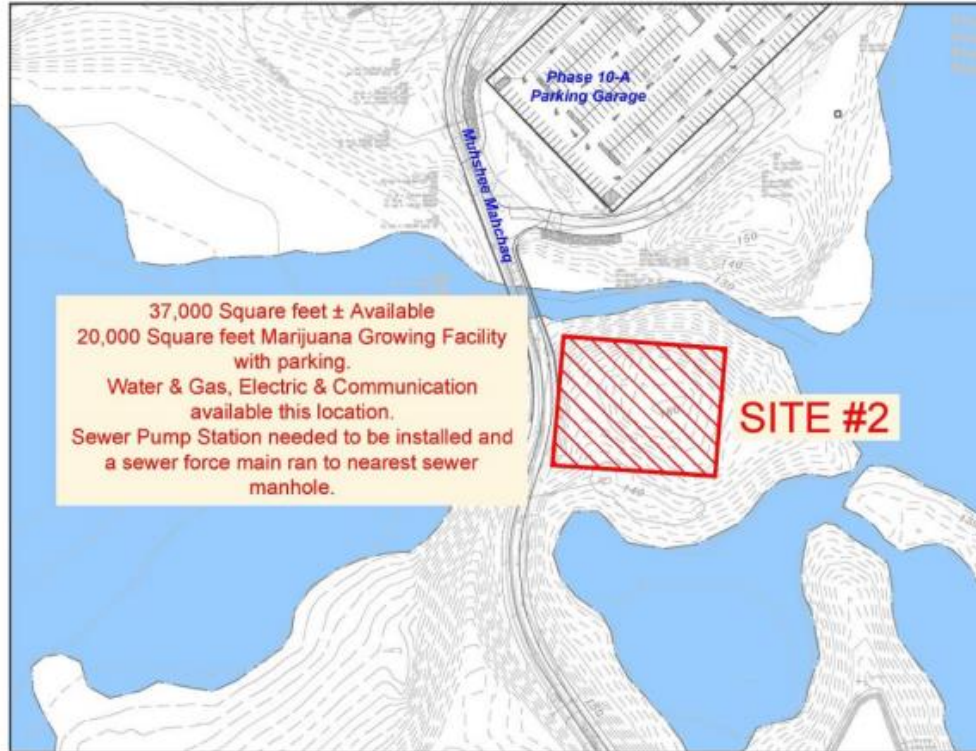 Phase 10-A
Parking Garage
Muhshee Mahchaq
150
140
37,000 Square feet ± Available
20,000 Square feet Marijuana Growing Facility
with parking.
Water & Gas, Electric & Communication
available this location.
Sewer Pump Station needed to be installed and
a sewer force main ran to nearest sewer
manhole.
SITE #2
140